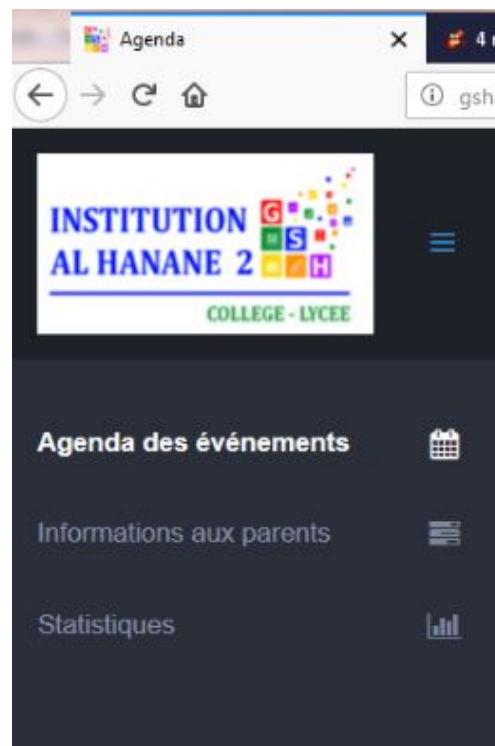 Agenda
4
gsh
INSTITUTION
AL HANANE 2
G
S
H
COLLEGE - LYCEE
Agenda des événements
Informations aux parents
Statistiques